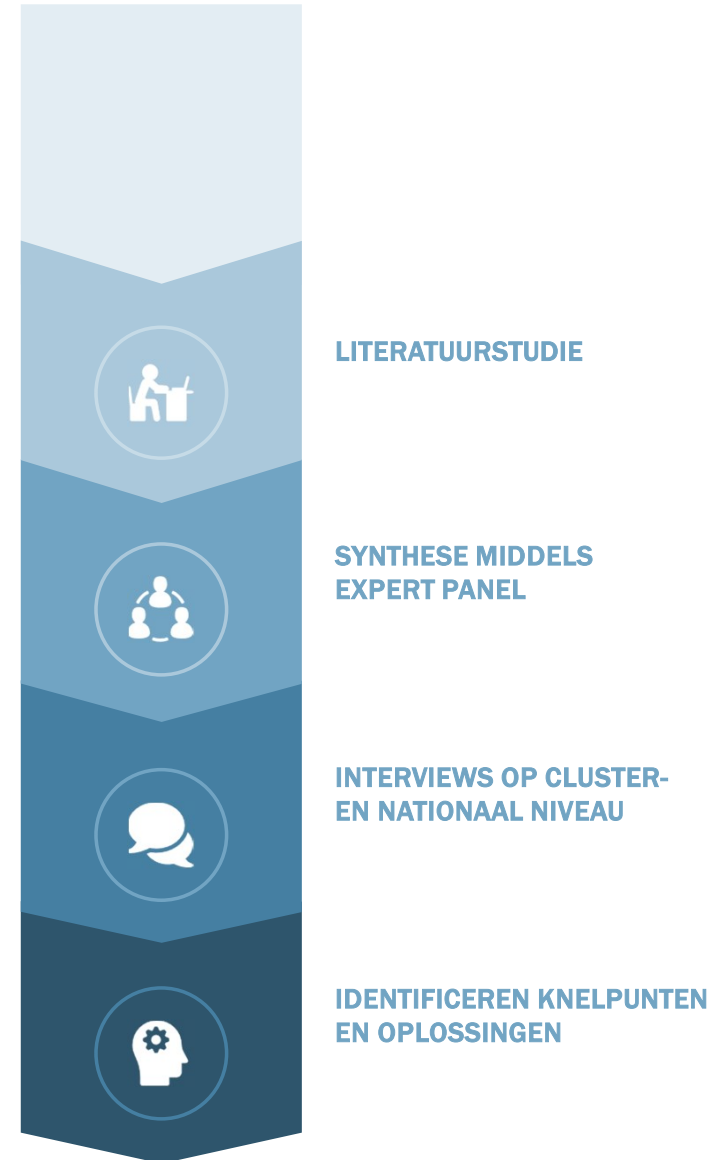 LITERATUURSTUDIE
SYNTHESE MIDDELS
EXPERT PANEL
INTERVIEWS OP CLUSTER-
EN NATIONAAL NIVEAU
IDENTIFICEREN KNELPUNTEN
EN OPLOSSINGEN